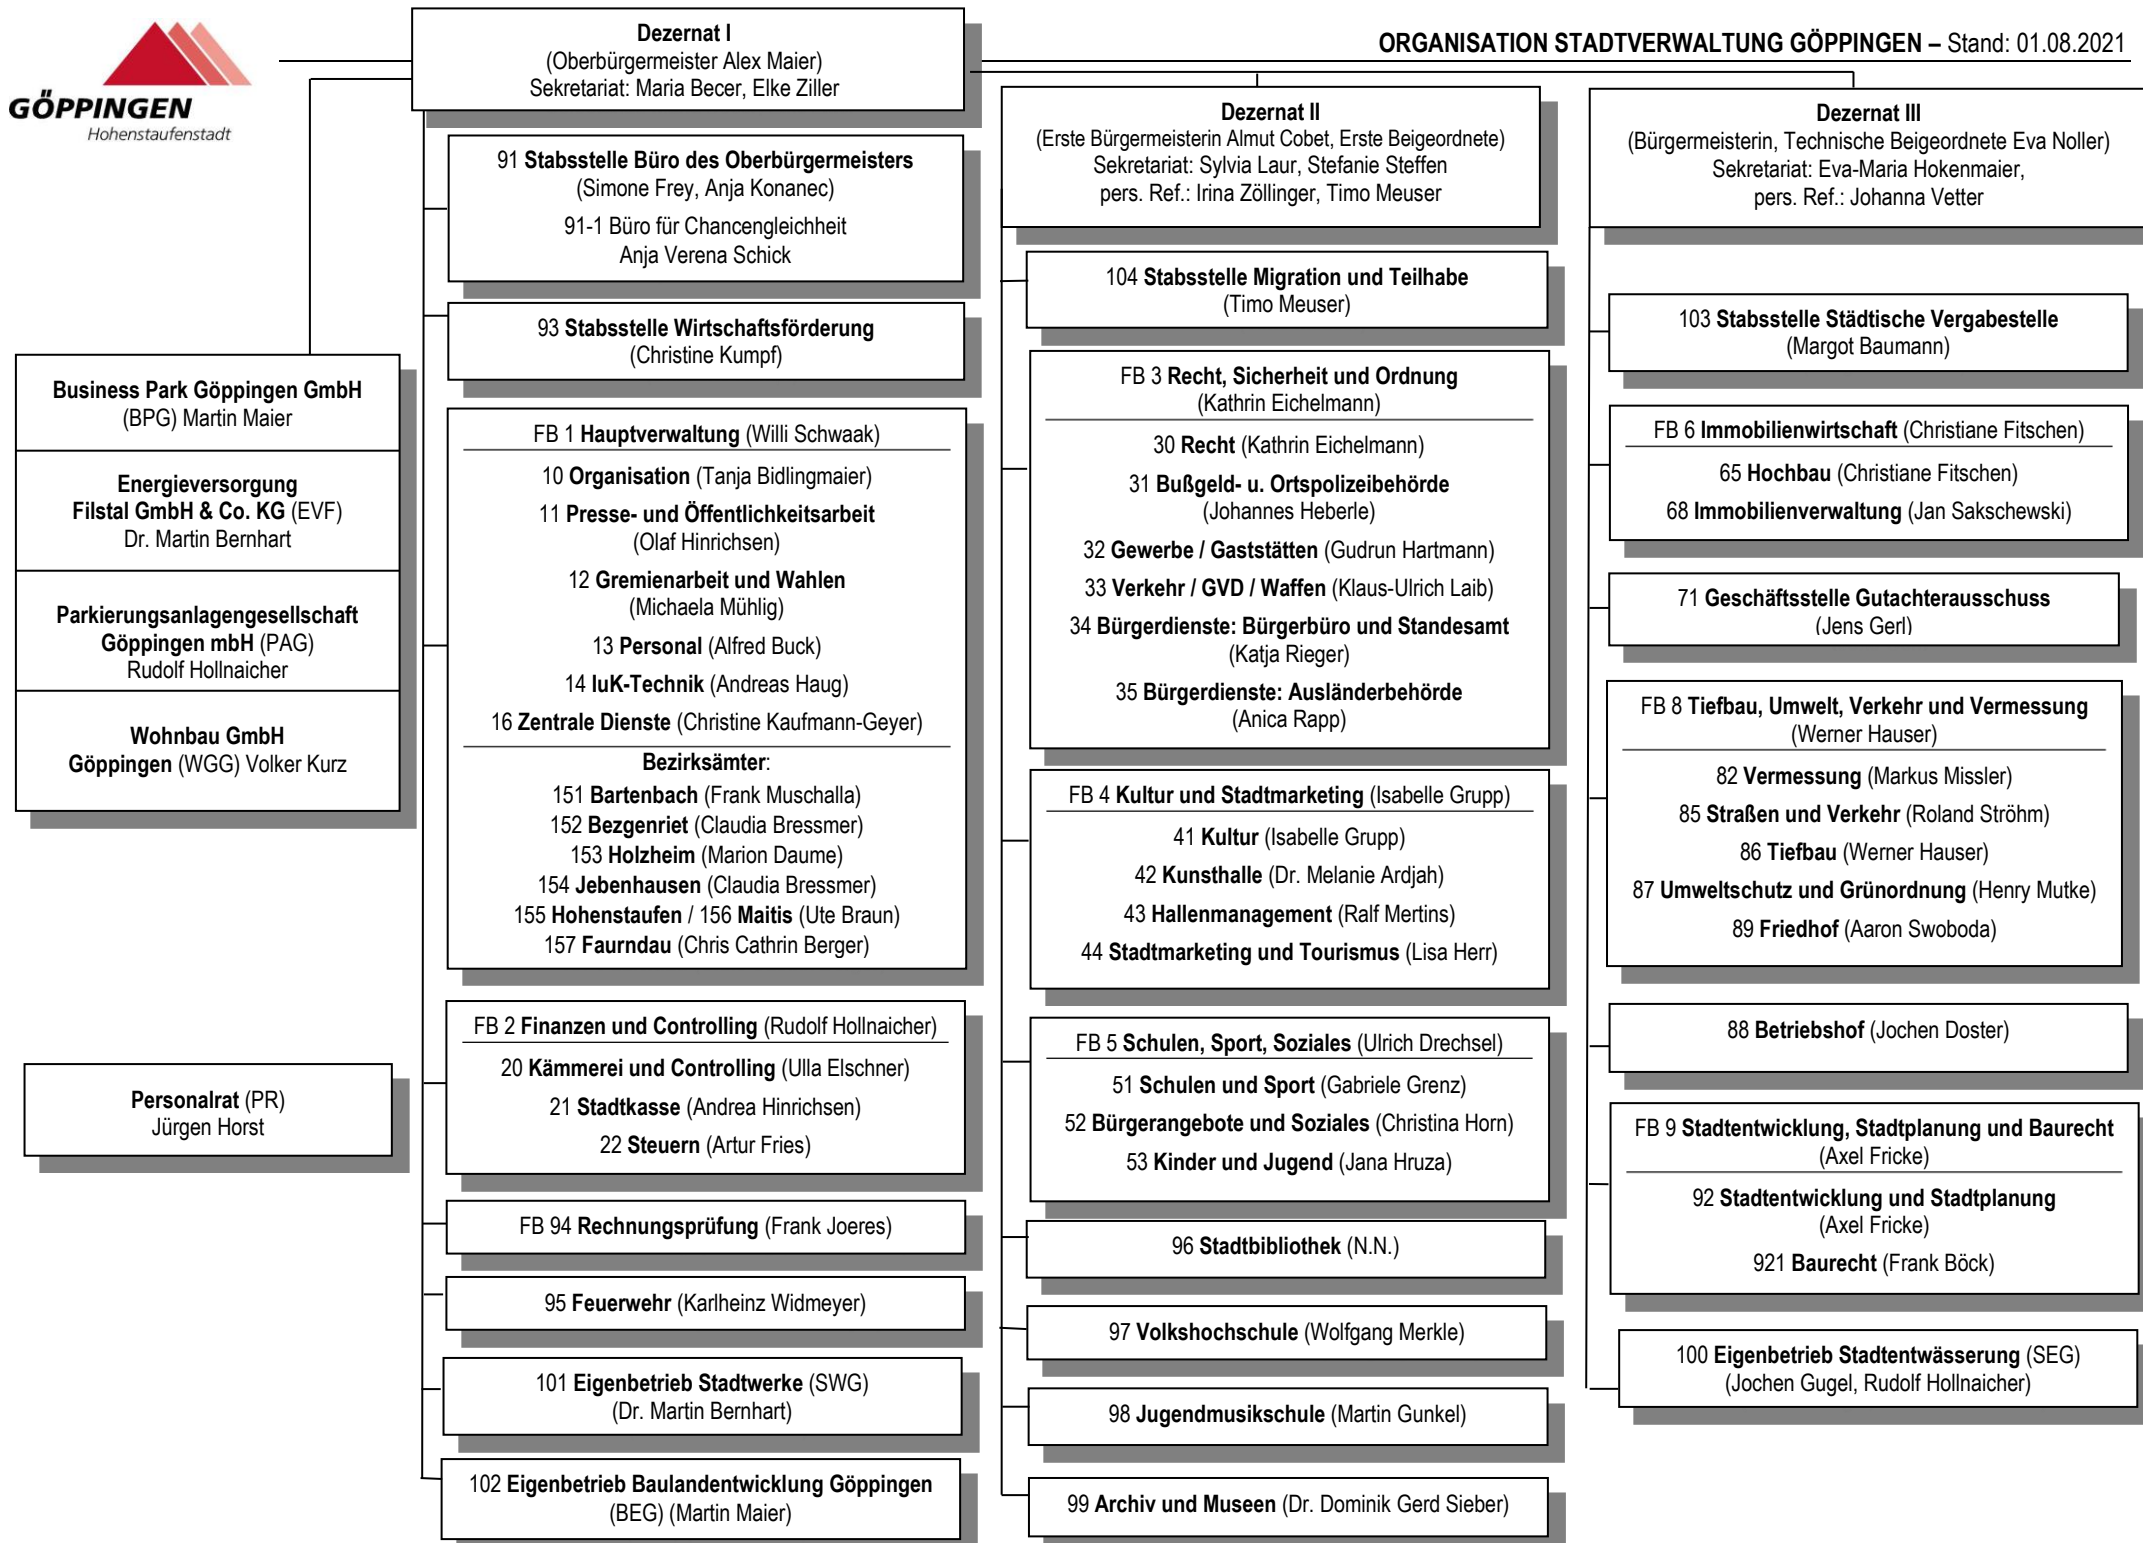 GÖPPINGEN
Hohenstaufenstadt
ORGANISATION STADTVERWALTUNG GÖPPINGEN – Stand: 01.08.2021
Dezernat I
(Oberbürgermeister Alex Maier)
Sekretariat: Maria Becer, Elke Ziller
Business Park Göppingen GmbH
(BPG) Martin Maier
Energieversorgung
Filstal GmbH & Co. KG (EVF)
Dr. Martin Bernhart
Parkierungsanlagengesellschaft
Göppingen mbH (PAG)
Rudolf Hollnaicher
Wohnbau GmbH
Göppingen (WGG) Volker Kurz
Personalrat (PR)
Jürgen Horst
91 Stabsstelle Büro des Oberbürgermeisters
(Simone Frey, Anja Konanec)
91-1 Büro für Chancengleichheit
Anja Verena Schick
93 Stabsstelle Wirtschaftsförderung
(Christine Kumpf)
FB 1 Hauptverwaltung (Willi Schwaak)
10 Organisation (Tanja Bidlingmaier)
11 Presse- und Öffentlichkeitsarbeit
(Olaf Hinrichsen)
12 Gremienarbeit und Wahlen
(Michaela Mühlig)
13 Personal (Alfred Buck)
14 IuK-Technik (Andreas Haug)
16 Zentrale Dienste (Christine Kaufmann-Geyer)
Bezirksämter:
151 Bartenbach (Frank Muschalla)
152 Bezgenriet (Claudia Bressmer)
153 Holzheim (Marion Daume)
154 Jebenhausen (Claudia Bressmer)
155 Hohenstaufen / 156 Maitis (Ute Braun)
157 Faurndau (Chris Cathrin Berger)
FB 2 Finanzen und Controlling (Rudolf Hollnaicher)
20 Kämmerei und Controlling (Ulla Elschner)
21 Stadtkasse (Andrea Hinrichsen)
22 Steuern (Artur Fries)
FB 94 Rechnungsprüfung (Frank Joeres)
95 Feuerwehr (Karlheinz Widmeyer)
101 Eigenbetrieb Stadtwerke (SWG)
(Dr. Martin Bernhart)
102 Eigenbetrieb Baulandentwicklung Göppingen
(BEG) (Martin Maier)
Dezernat II
(Erste Bürgermeisterin Almut Cobet, Erste Beigeordnete)
Sekretariat: Sylvia Laur, Stefanie Steffen
pers. Ref.: Irina Zöllinger, Timo Meuser
104 Stabsstelle Migration und Teilhabe
(Timo Meuser)
FB 3 Recht, Sicherheit und Ordnung
(Kathrin Eichelmann)
30 Recht (Kathrin Eichelmann)
31 Bußgeld- u. Ortspolizeibehörde
(Johannes Heberle)
32 Gewerbe / Gaststätten (Gudrun Hartmann)
33 Verkehr / GVD / Waffen (Klaus-Ulrich Laib)
34 Bürgerdienste: Bürgerbüro und Standesamt
(Katja Rieger)
35 Bürgerdienste: Ausländerbehörde
(Anica Rapp)
FB 4 Kultur und Stadtmarketing (Isabelle Grupp)
41 Kultur (Isabelle Grupp)
42 Kunsthalle (Dr. Melanie Ardjah)
43 Hallenmanagement (Ralf Mertins)
44 Stadtmarketing und Tourismus (Lisa Herr)
FB 5 Schulen, Sport, Soziales (Ulrich Drechsel)
51 Schulen und Sport (Gabriele Grenz)
52 Bürgerangebote und Soziales (Christina Horn)
53 Kinder und Jugend (Jana Hruza)
96 Stadtbibliothek (N.N.)
97 Volkshochschule (Wolfgang Merkle)
98 Jugendmusikschule (Martin Gunkel)
99 Archiv und Museen (Dr. Dominik Gerd Sieber)
Dezernat III
(Bürgermeisterin, Technische Beigeordnete Eva Noller)
Sekretariat: Eva-Maria Hokenmaier,
pers. Ref.: Johanna Vetter
103 Stabsstelle Städtische Vergabestelle
(Margot Baumann)
FB 6 Immobilienwirtschaft (Christiane Fitschen)
65 Hochbau (Christiane Fitschen)
68 Immobilienverwaltung (Jan Sakschewski)
71 Geschäftsstelle Gutachterausschuss
(Jens Gerl)
FB 8 Tiefbau, Umwelt, Verkehr und Vermessung
(Werner Hauser)
82 Vermessung (Markus Missler)
85 Straßen und Verkehr (Roland Ströhm)
86 Tiefbau (Werner Hauser)
87 Umweltschutz und Grünordnung (Henry Mutke)
89 Friedhof (Aaron Swoboda)
88 Betriebshof (Jochen Doster)
FB 9 Stadtentwicklung, Stadtplanung und Baurecht
(Axel Fricke)
92 Stadtentwicklung und Stadtplanung
(Axel Fricke)
921 Baurecht (Frank Böck)
100 Eigenbetrieb Stadtentwässerung (SEG)
(Jochen Gugel, Rudolf Hollnaicher)